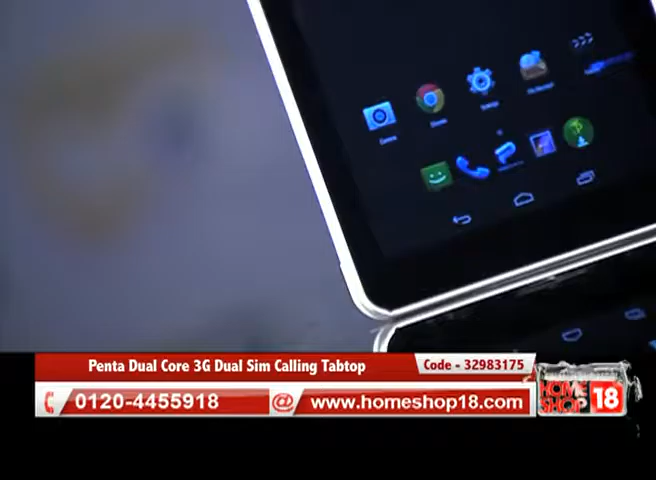 Penta Dual Core 3G Dual Sim Calling Tabtop
Code - 32983175
0120-4455918
@ www.homeshop18.com
HOME SHOP 18